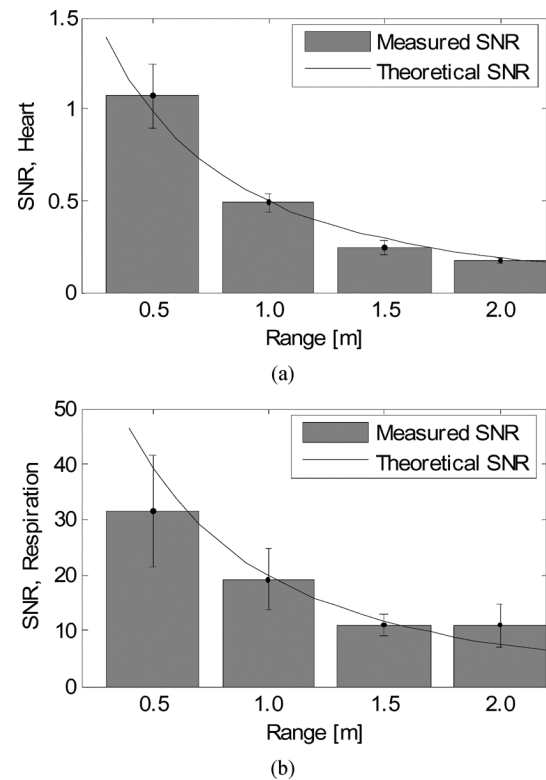 1.5
1
0.5
0
SNR, Heart
Measured SNR
Theoretical SNR
0.5 1.0 1.5 2.0
Range [m]
(a)
50
40
30
20
10
0
SNR, Respiration
Measured SNR
Theoretical SNR
0.5 1.0 1.5 2.0
Range [m]
(b)